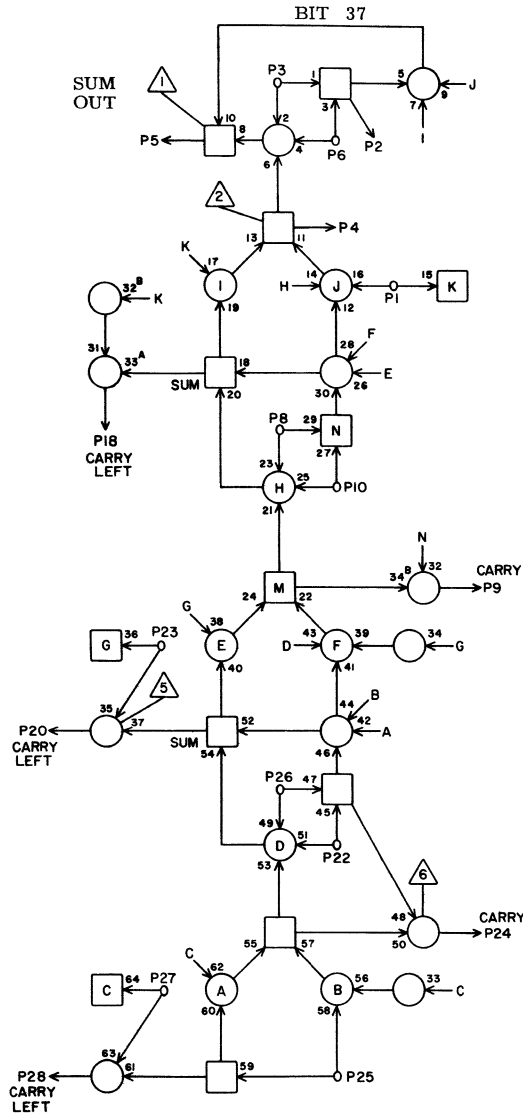 BIT 37
SUM
OUT
1
P3
1
5
J
3
7
9
I
10
2
P5
8
4
P6
P2
6
2
P4
13
11
K
17
I
19
H
14
J
16
12
P1
15
K
32 B
K
31
33 A
18
SUM
20
28
F
E
26
30
P18
CARRY
LEFT
P8
29
N
27
23
H
25
P10
21
N
M
34 B
32
CARRY
P9
24
22
G
38
E
40
D
43
F
39
34
G
41
G
36
P23
5
35
37
P20
CARRY
LEFT
52
SUM
54
44
B
42
A
46
P26
47
45
49
D
51
P22
53
6
48
50
CARRY
P24
55
57
C
62
A
60
B
56
33
C
58
C
64
P27
63
61
P28
CARRY
LEFT
59
P25